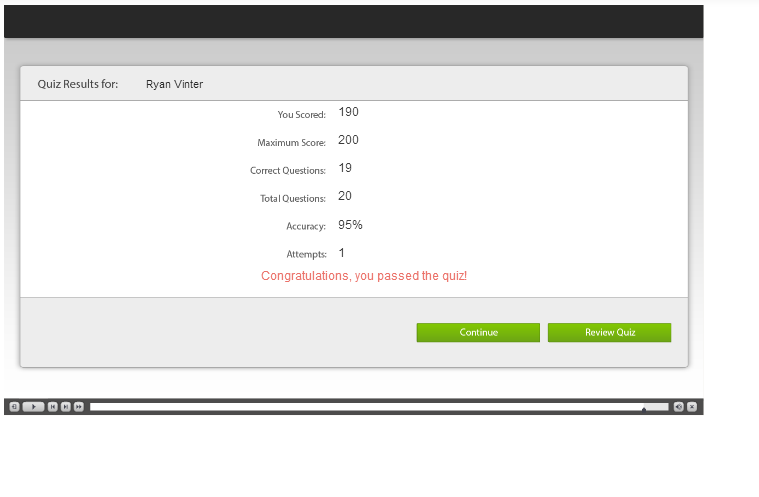 Quiz Results for: Ryan Vinter
You Scored: 190
Maximum Score: 200
Correct Questions: 19
Total Questions: 20
Accuracy: 95%
Attempts: 1
Congratulations, you passed the quiz!
Continue Review Quiz